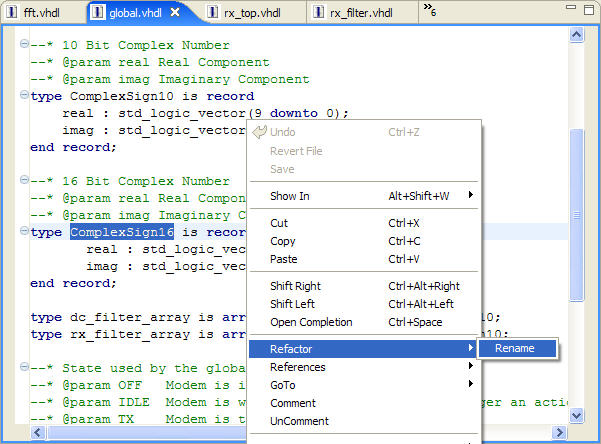 fft.vhdl global.vhdl rx_top.vhdl rx_filter.vhdl »6
--* 10 Bit Complex Number
--* @param real Real Component
--* @param imag Imaginary Component
type ComplexSign10 is record
real : std_logic_vector(9 downto 0);
imag : std_logic_vect
end record;
--* 16 Bit Complex Number
--* @param real Real Componen
--* @param imag Imaginary C
type ComplexSign16 is recor
real : std_logic_vec
imag : std_logic_vec
end record;
type dc_filter_array is arr 10;
type rx_filter_array is arr n10;
--* State used by the globa
--* @param OFF Modem is i
--* @param IDLE Modem is w ger an actio
--* @param TX Modem is t
Undo Ctrl+Z
Revert File
Save
Show In Alt+Shift+W
Cut Ctrl+X
Copy Ctrl+C
Paste Ctrl+V
Shift Right Ctrl+Alt+Right
Shift Left Ctrl+Alt+Left
Open Completion Ctrl+Space
Refactor
Rename
References
GoTo
Comment
UnComment